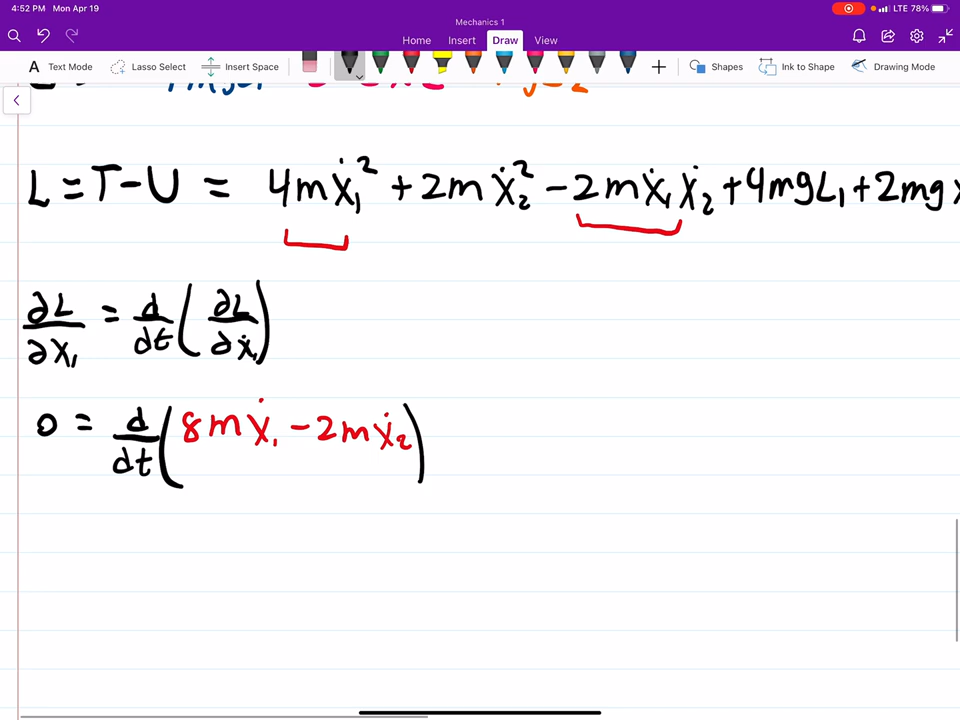 4:52 PM Mon Apr 19
LTE 78%
Mechanics 1
Home Insert Draw View
A Text Mode Lasso Select Insert Space Shapes Ink to Shape Drawing Mode
L = T - U = 4mẋ₁² + 2mẋ₂² - 2mẋ₁ẋ₂ + 4mgL₁ + 2mg
∂L/∂x₁ = d/dt (∂L/∂ẋ₁)
0 = d/dt (8mẋ₁ - 2mẋ₂)